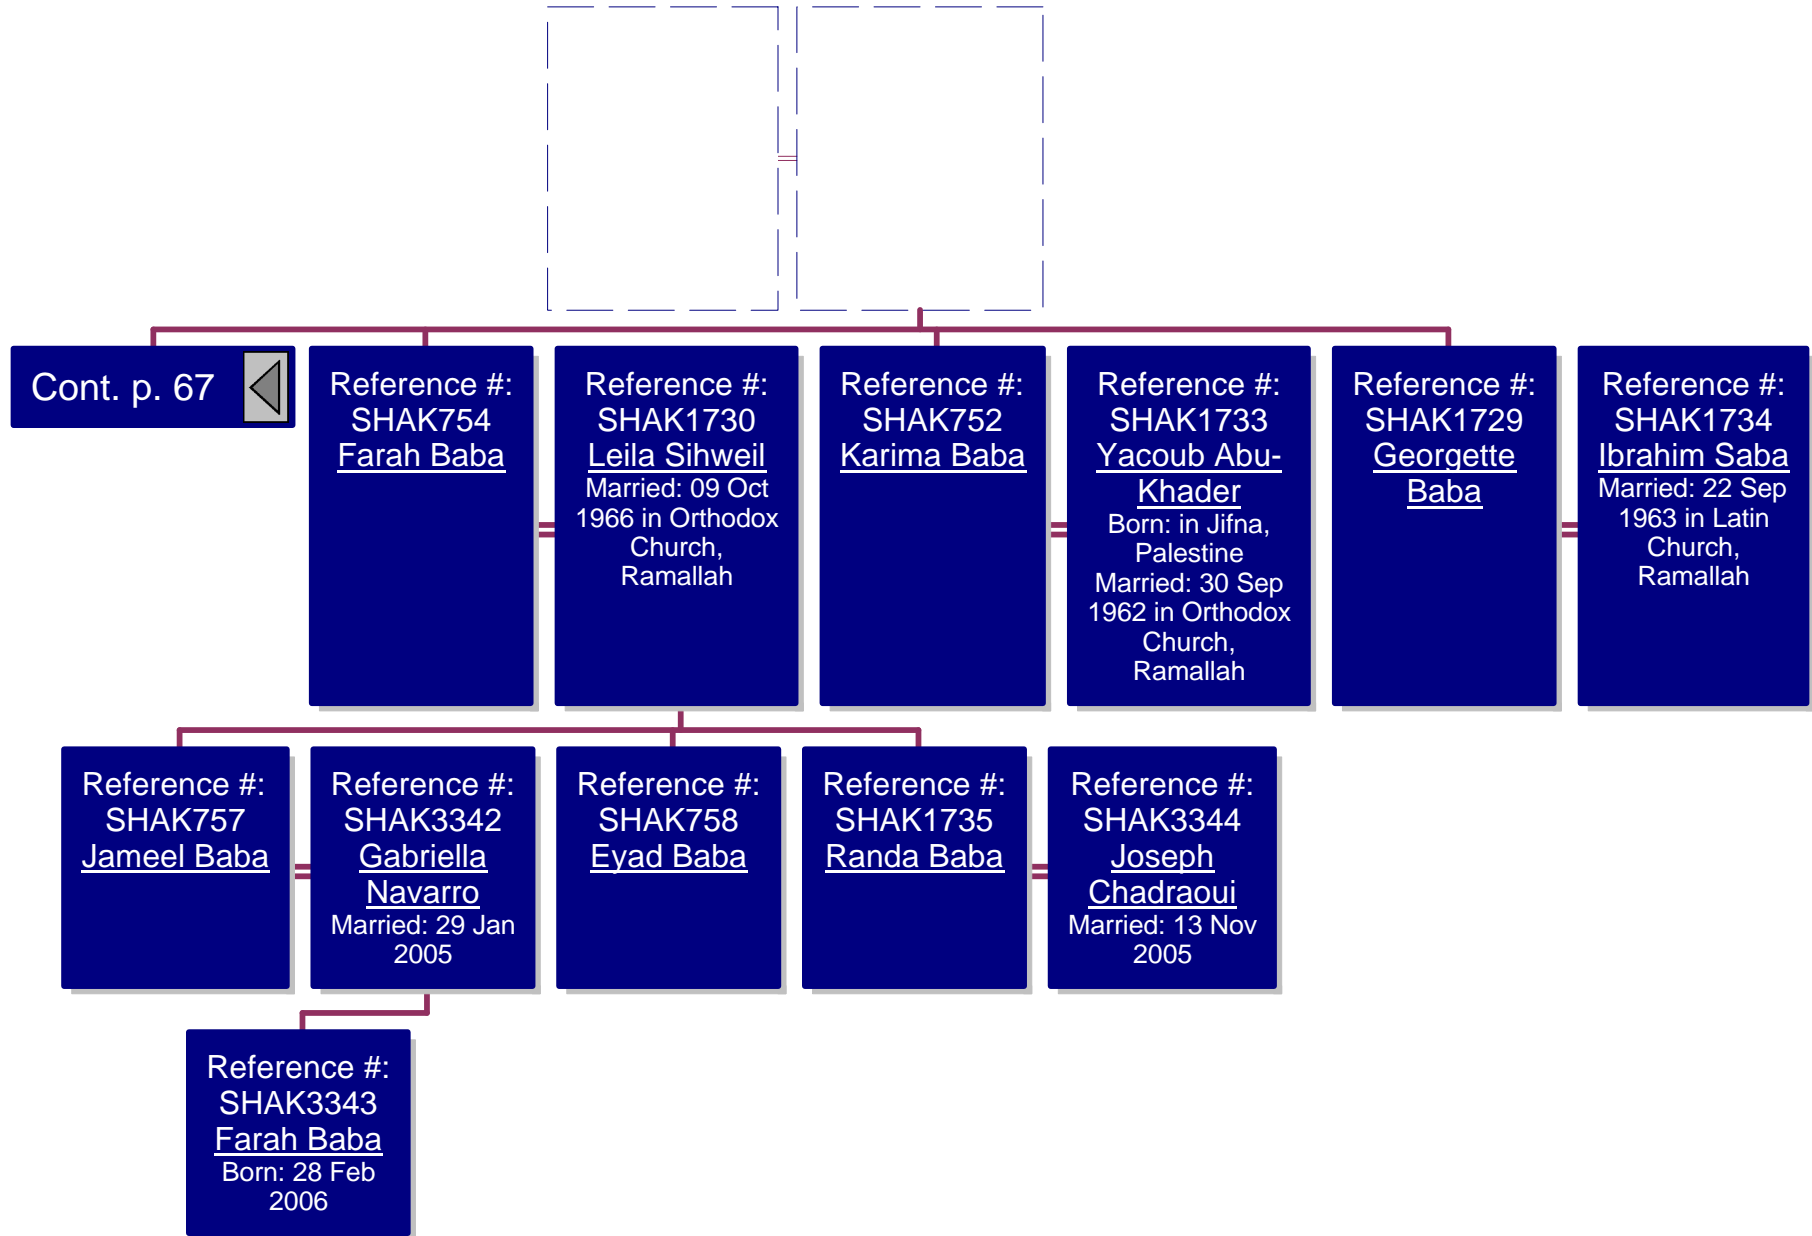 Cont. p. 67
Reference #:
SHAK754
Farah Baba
Reference #:
SHAK1730
Leila Sihweil
Married: 09 Oct
1966 in Orthodox
Church,
Ramallah
Reference #:
SHAK752
Karima Baba
Reference #:
SHAK1733
Yacoub Abu-
Khader
Born: in Jifna,
Palestine
Married: 30 Sep
1962 in Orthodox
Church,
Ramallah
Reference #:
SHAK1729
Georgette
Baba
Reference #:
SHAK1734
Ibrahim Saba
Married: 22 Sep
1963 in Latin
Church,
Ramallah
Reference #:
SHAK757
Jameel Baba
Reference #:
SHAK3342
Gabriella
Navarro
Married: 29 Jan
2005
Reference #:
SHAK758
Eyad Baba
Reference #:
SHAK1735
Randa Baba
Reference #:
SHAK3344
Joseph
Chadraoui
Married: 13 Nov
2005
Reference #:
SHAK3343
Farah Baba
Born: 28 Feb
2006